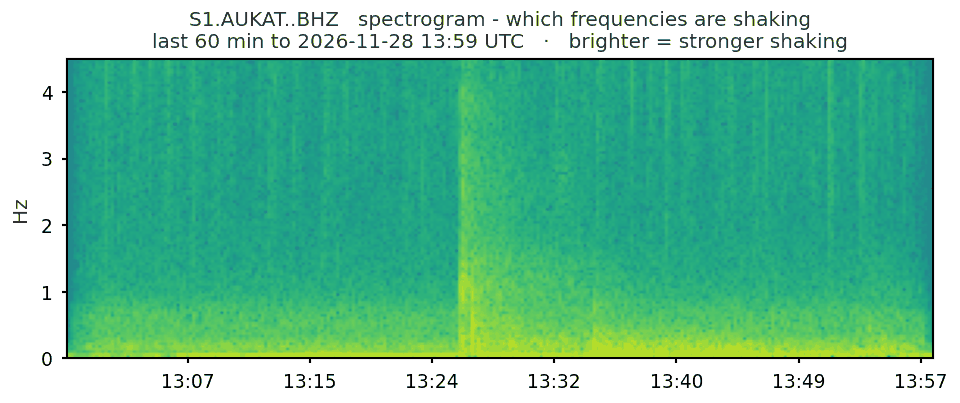 S1.AUKAT..BHZ   spectrogram - which frequencies are shaking
last 60 min to 2026-11-28 13:59 UTC   ·   brighter = stronger shaking
4
3
Hz
2
1
0
13:07 13:15 13:24 13:32 13:40 13:49 13:57